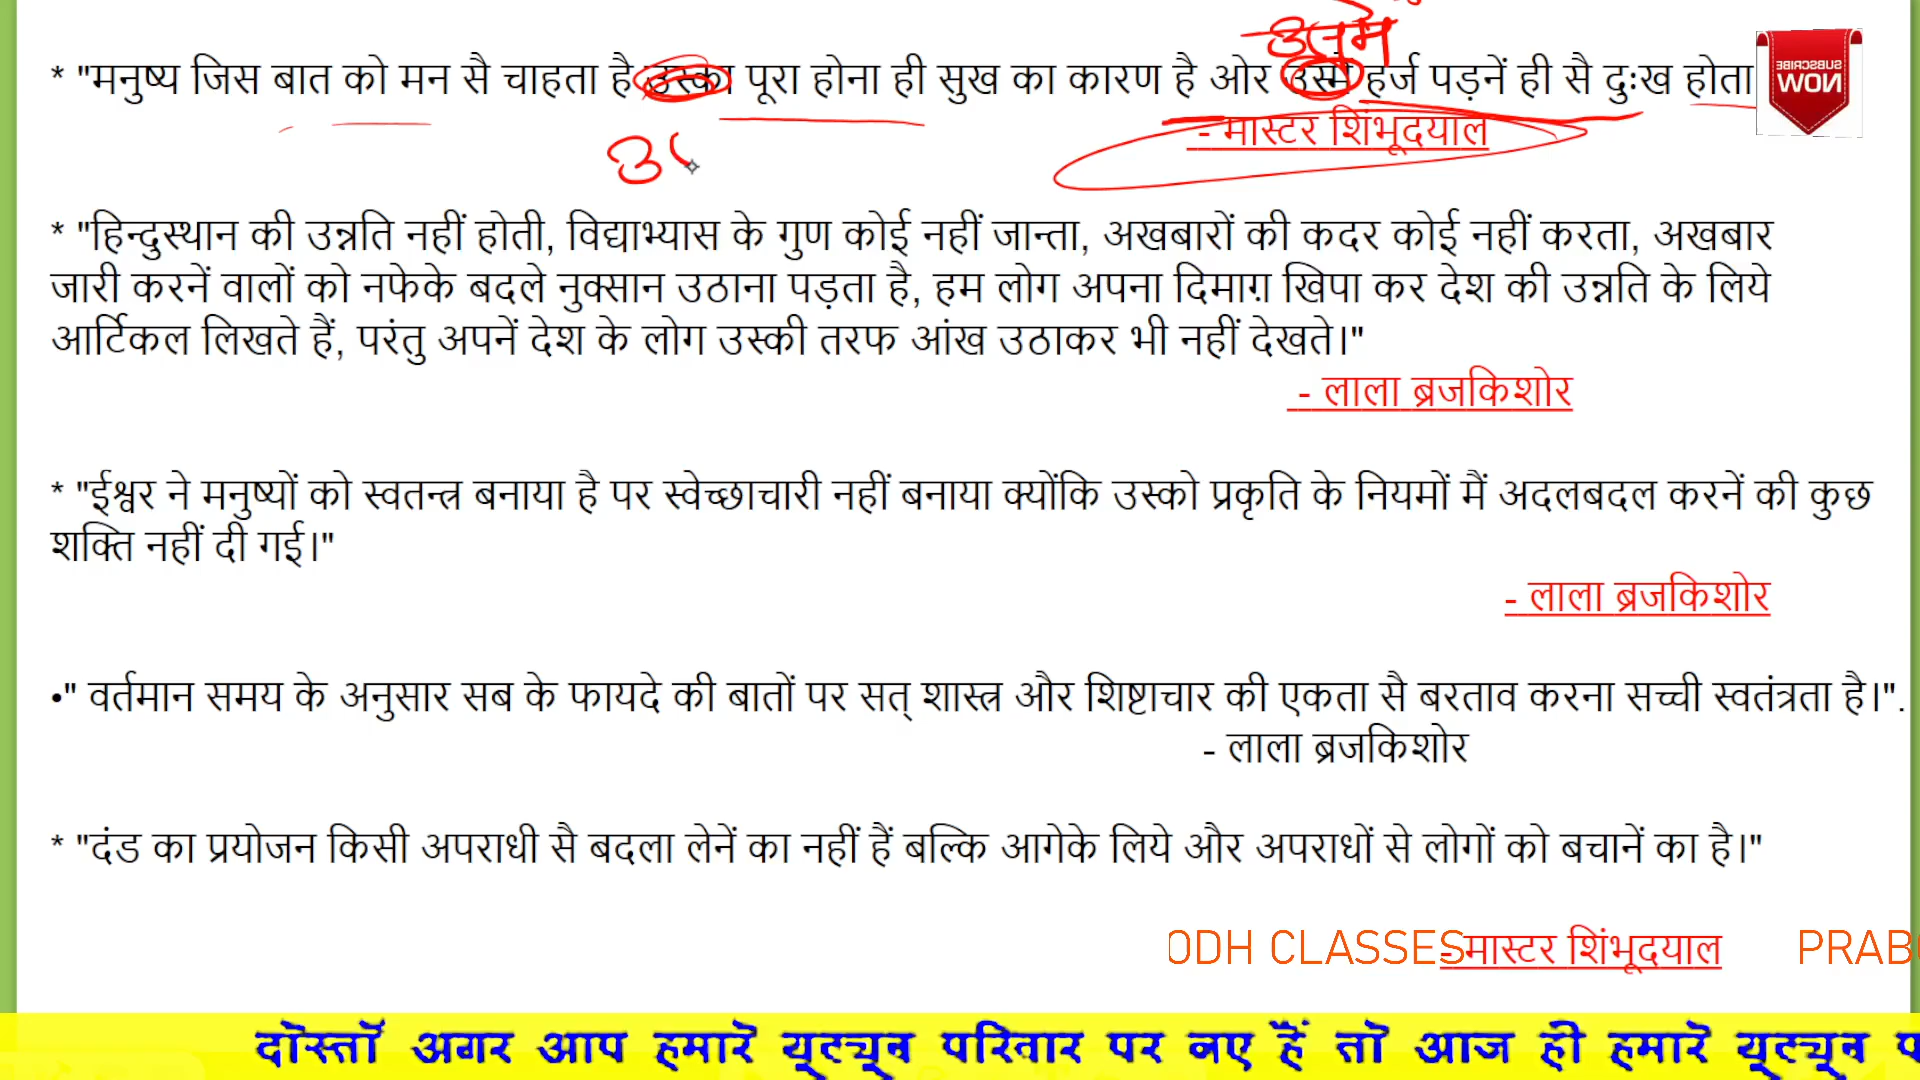 उसमे
* "मनुष्य जिस बात को मन सै चाहता है उस्का पूरा होना ही सुख का कारण है ओर उस्मे हर्ज पड़नें ही सै दुःख होता
SUBSCRIBE
NOW
- मास्टर शिंभूदयाल
उ
* "हिन्दुस्थान की उन्नति नहीं होती, विद्याभ्यास के गुण कोई नहीं जान्ता, अखबारों की कदर कोई नहीं करता, अखबार
जारी करनें वालों को नफेके बदले नुक्सान उठाना पड़ता है, हम लोग अपना दिमाग़ खिपा कर देश की उन्नति के लिये
आर्टिकल लिखते हैं, परंतु अपनें देश के लोग उस्की तरफ आंख उठाकर भी नहीं देखते।"
- लाला ब्रजकिशोर
* "ईश्वर ने मनुष्यों को स्वतन्त्र बनाया है पर स्वेच्छाचारी नहीं बनाया क्योंकि उस्को प्रकृति के नियमों मैं अदलबदल करनें की कुछ
शक्ति नहीं दी गई।"
- लाला ब्रजकिशोर
•" वर्तमान समय के अनुसार सब के फायदे की बातों पर सत् शास्त्र और शिष्टाचार की एकता सै बरताव करना सच्ची स्वतंत्रता है।".
- लाला ब्रजकिशोर
* "दंड का प्रयोजन किसी अपराधी सै बदला लेनें का नहीं हैं बल्कि आगेके लिये और अपराधों से लोगों को बचानें का है।"
ODH CLASSES - मास्टर शिंभूदयाल PRAB
दोस्तों अगर आप हमारे यूट्यूब परिवार पर नए हैं तो आज ही हमारे यूट्यूब प